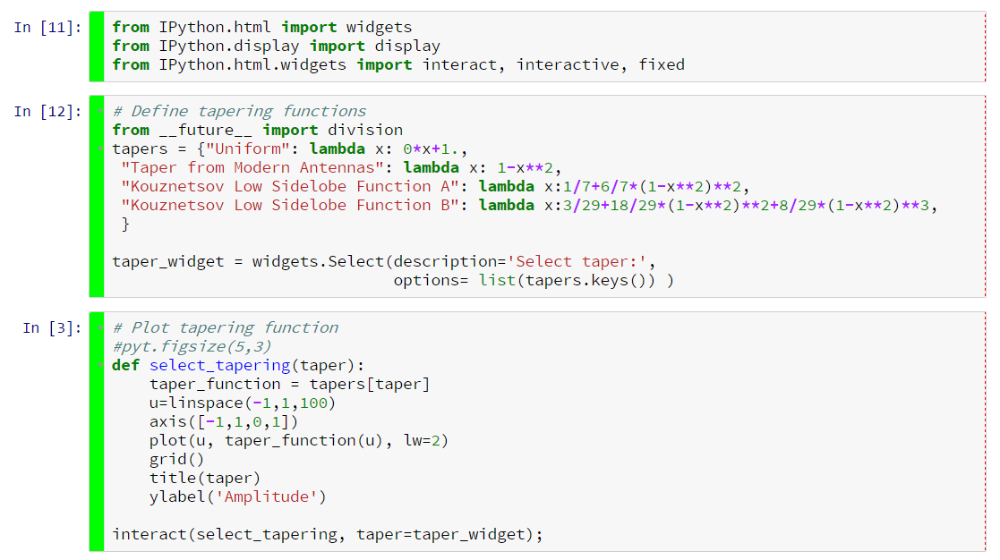 In [11]: from IPython.html import widgets
from IPython.display import display
from IPython.html.widgets import interact, interactive, fixed
In [12]: # Define tapering functions
from __future__ import division
tapers = {"Uniform": lambda x: 0*x+1.,
 "Taper from Modern Antennas": lambda x: 1-x**2,
 "Kouznetsov Low Sidelobe Function A": lambda x:1/7+6/7*(1-x**2)**2,
 "Kouznetsov Low Sidelobe Function B": lambda x:3/29+18/29*(1-x**2)**2+8/29*(1-x**2)**3,
 }
taper_widget = widgets.Select(description='Select taper:',
                              options= list(tapers.keys()) )
In [3]: # Plot tapering function
#pyt.figsize(5,3)
def select_tapering(taper):
    taper_function = tapers[taper]
    u=linspace(-1,1,100)
    axis([-1,1,0,1])
    plot(u, taper_function(u), lw=2)
    grid()
    title(taper)
    ylabel('Amplitude')
interact(select_tapering, taper=taper_widget);